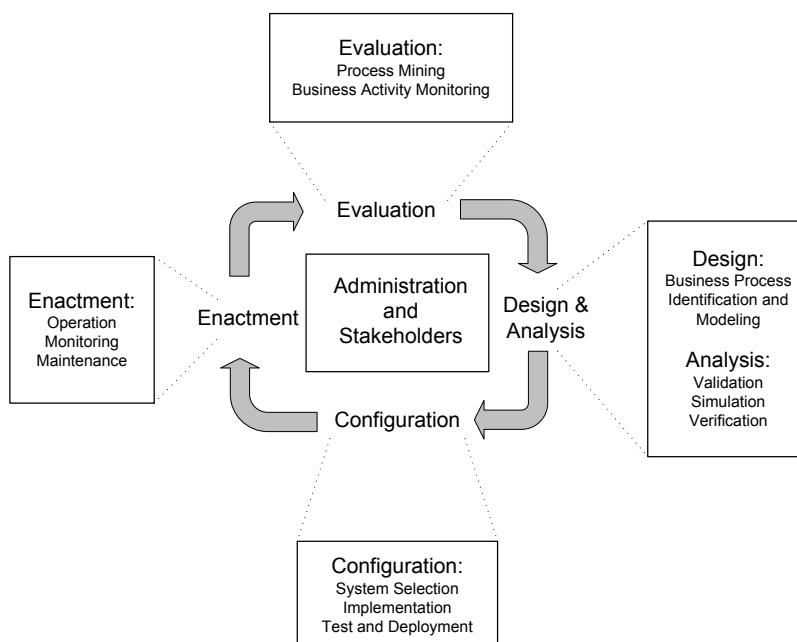 Evaluation:
Process Mining
Business Activity Monitoring
Evaluation
Administration
and
Stakeholders
Design &
Analysis
Enactment
Configuration
Enactment:
Operation
Monitoring
Maintenance
Design:
Business Process
Identification and
Modeling
Analysis:
Validation
Simulation
Verification
Configuration:
System Selection
Implementation
Test and Deployment